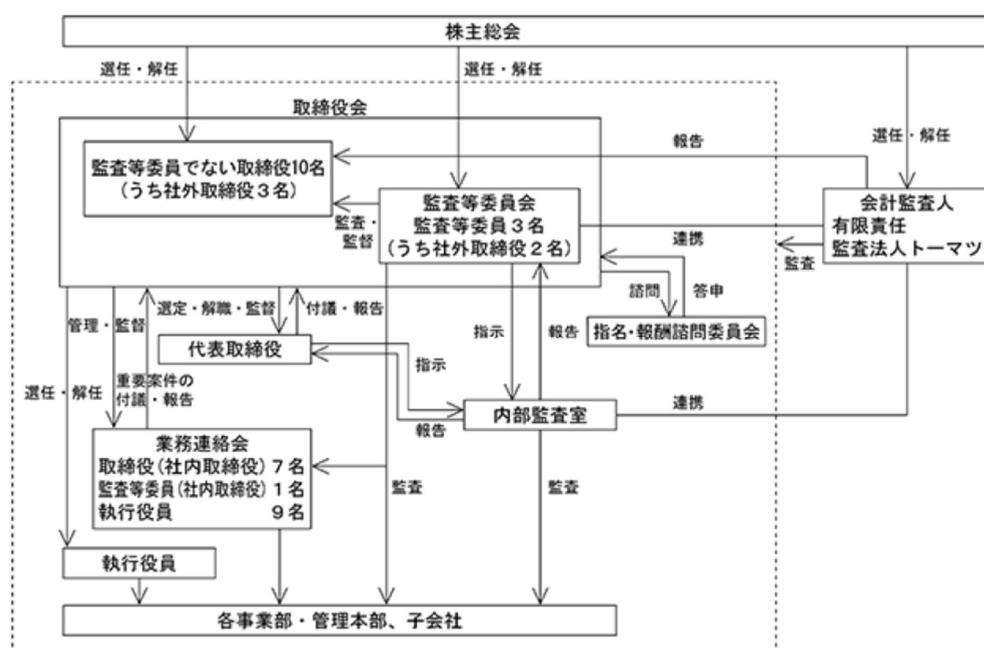 株主総会
選任・解任
選任・解任
選任・解任
取締役会
報告
監査等委員でない取締役10名
（うち社外取締役３名）
監査・
監督
監査等委員会
監査等委員３名
（うち社外取締役２名）
連携
会計監査人
有限責任
監査法人トーマツ
監査
諮問
答申
指名・報酬諮問委員会
管理・監督
選定・解職・監督
付議・報告
代表取締役
指示
報告
指示
報告
選任・解任
重要案件の
付議・報告
内部監査室
連携
業務連絡会
取締役（社内取締役）７名
監査等委員（社内取締役）１名
執行役員　９名
監査
監査
執行役員
各事業部・管理本部、子会社